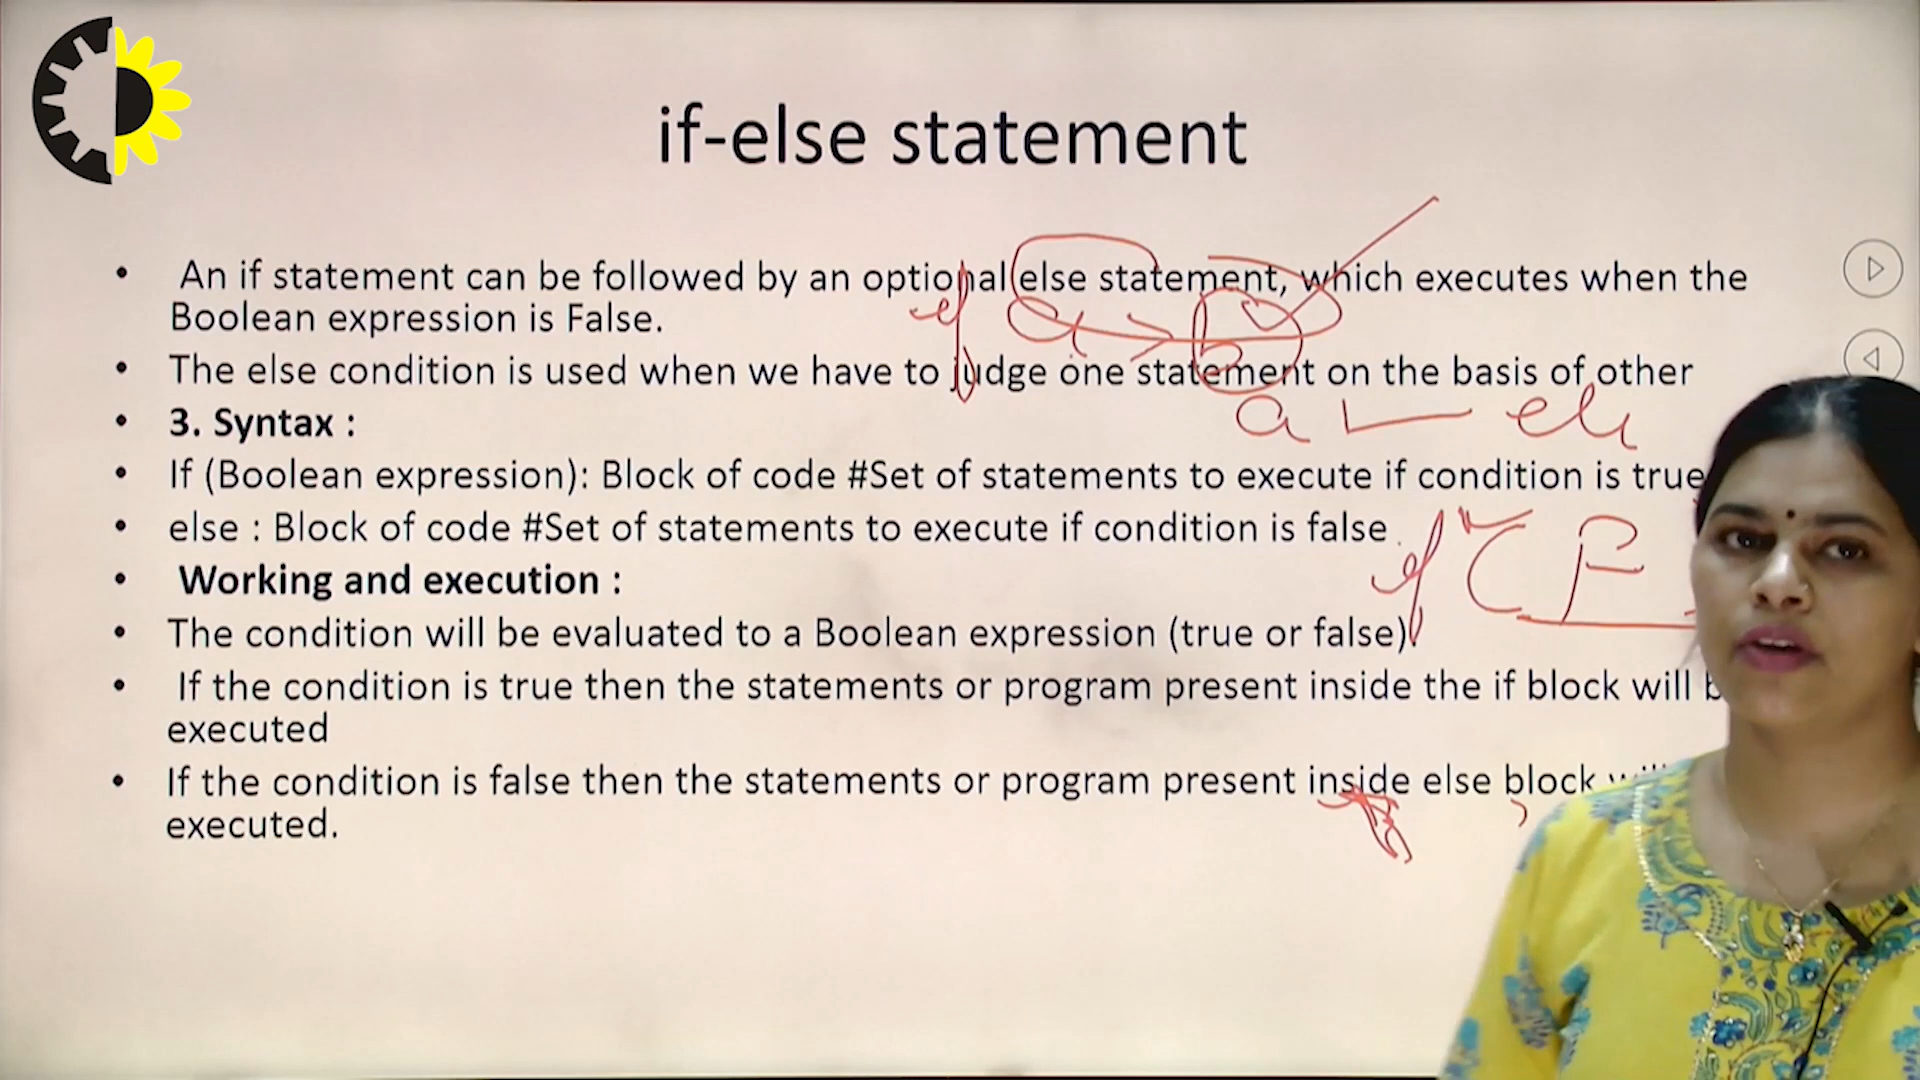 if-else statement
An if statement can be followed by an optional else statement, which executes when the
Boolean expression is False.
The else condition is used when we have to judge one statement on the basis of other
3. Syntax :
If (Boolean expression): Block of code #Set of statements to execute if condition is true
else : Block of code #Set of statements to execute if condition is false
Working and execution :
The condition will be evaluated to a Boolean expression (true or false)
If the condition is true then the statements or program present inside the if block will
executed
If the condition is false then the statements or program present inside else block
executed.